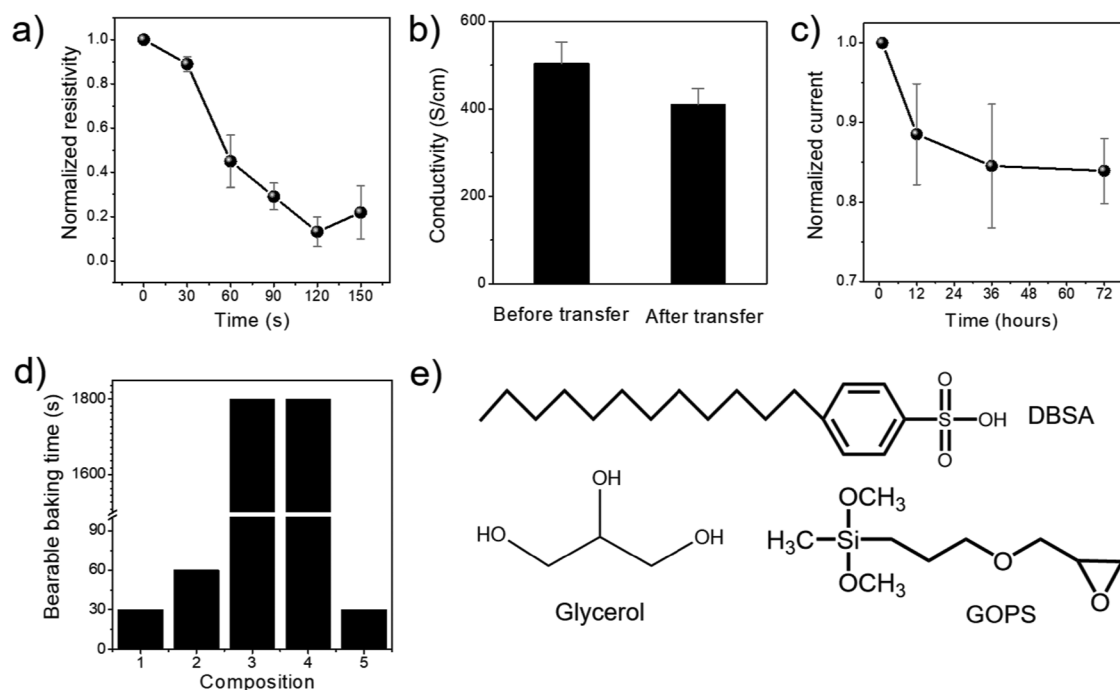 a)
Normalized resistivity
1.0
0.8
0.6
0.4
0.2
0.0
0 30 60 90 120 150
Time (s)
b)
Conductivity (S/cm)
600
400
200
0
Before transfer After transfer
c)
Normalized current
1.0
0.9
0.8
0.7
0 12 24 36 48 60 72
Time (hours)
d)
Bearable baking time (s)
1800
1600
90
60
30
0
1 2 3 4 5
Composition
e)
O
S
OH
O
DBSA
OH
HO
OH
Glycerol
OCH3
H3C
Si
OCH3
O
O
GOPS